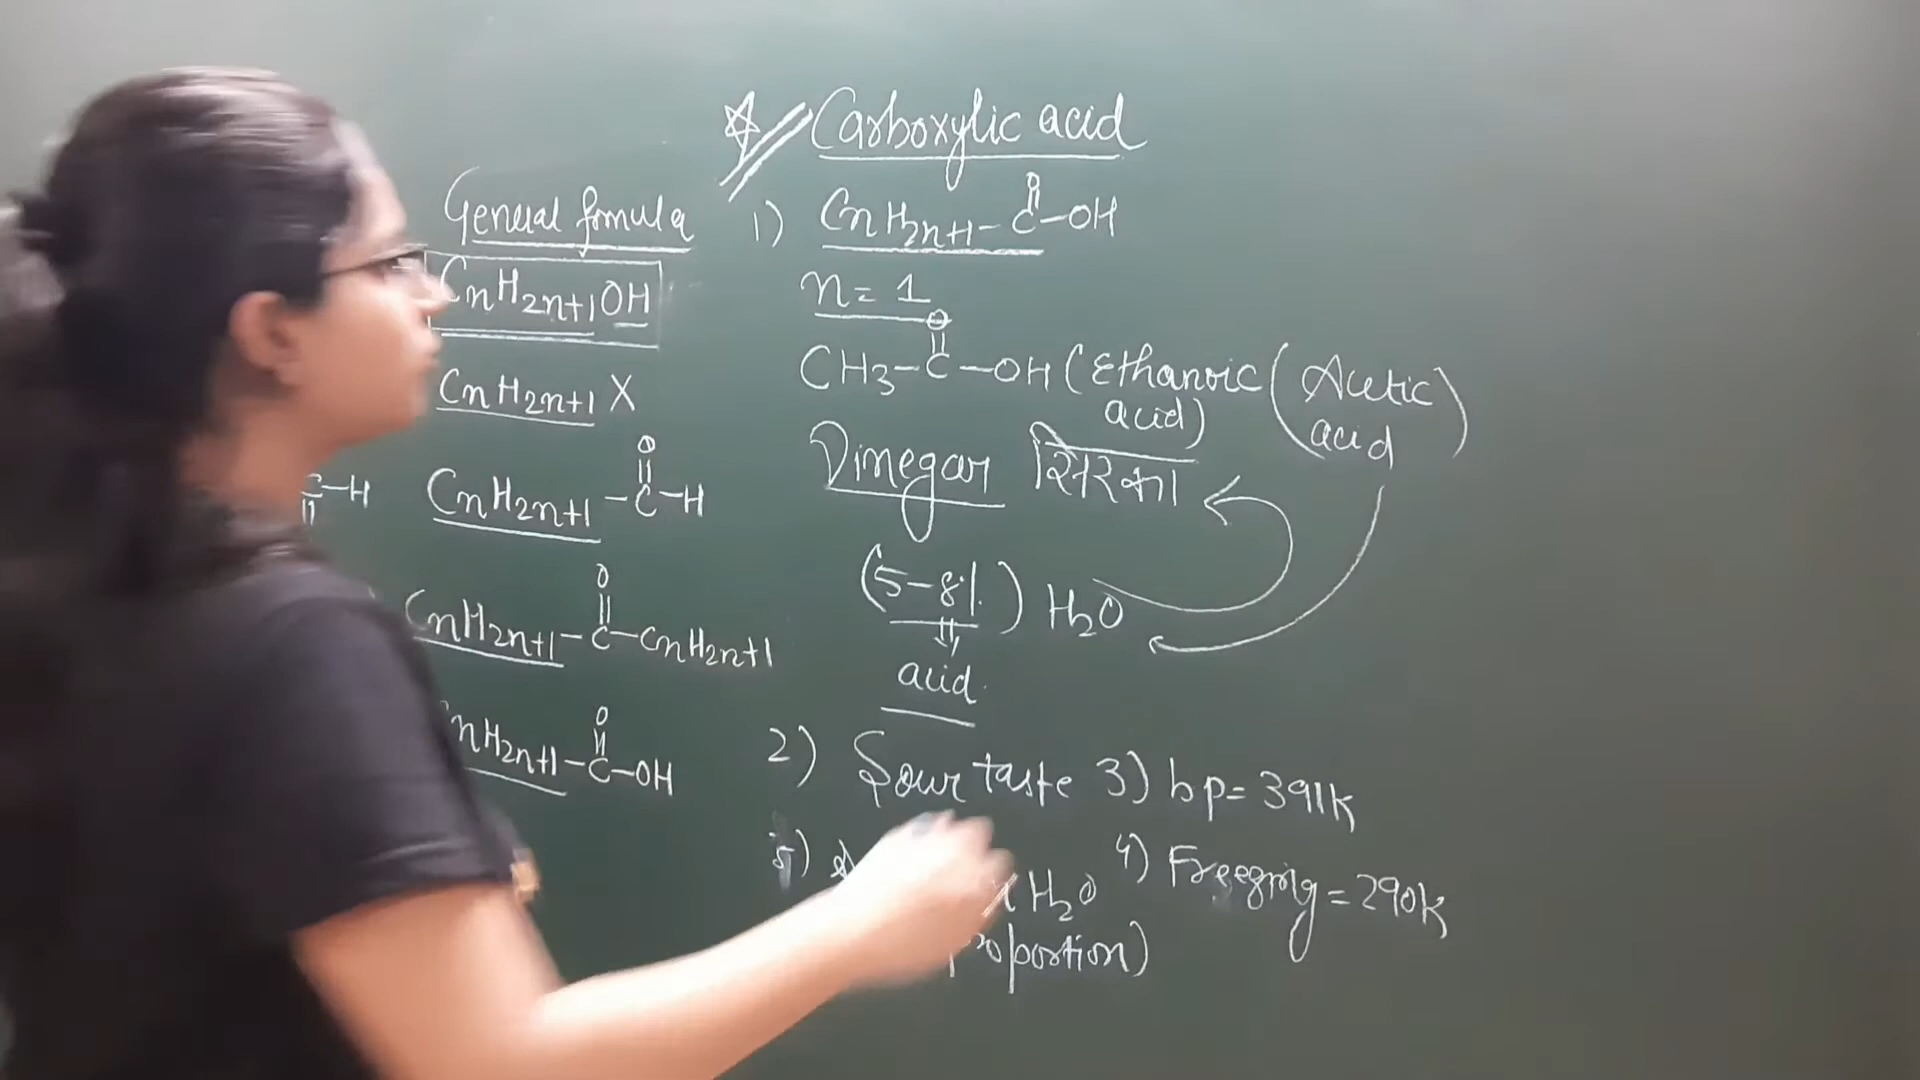 General formula
CnH2n+1OH
CnH2n+1 X
C-H
CnH2n+1-C-H
O
CnH2n+1-C-CnH2n+1
O
nH2n+1-C-OH
O
Carboxylic acid
1) CnH2n+1-C-OH
O
n=1
O
CH3-C-OH (Ethanoic acid) (Acetic acid)
Vinegar सिरका
(5-8%) H2O
acid
2) Sour taste 3) bp= 391K
5) H2O 4) Freezing = 290K
roportion)